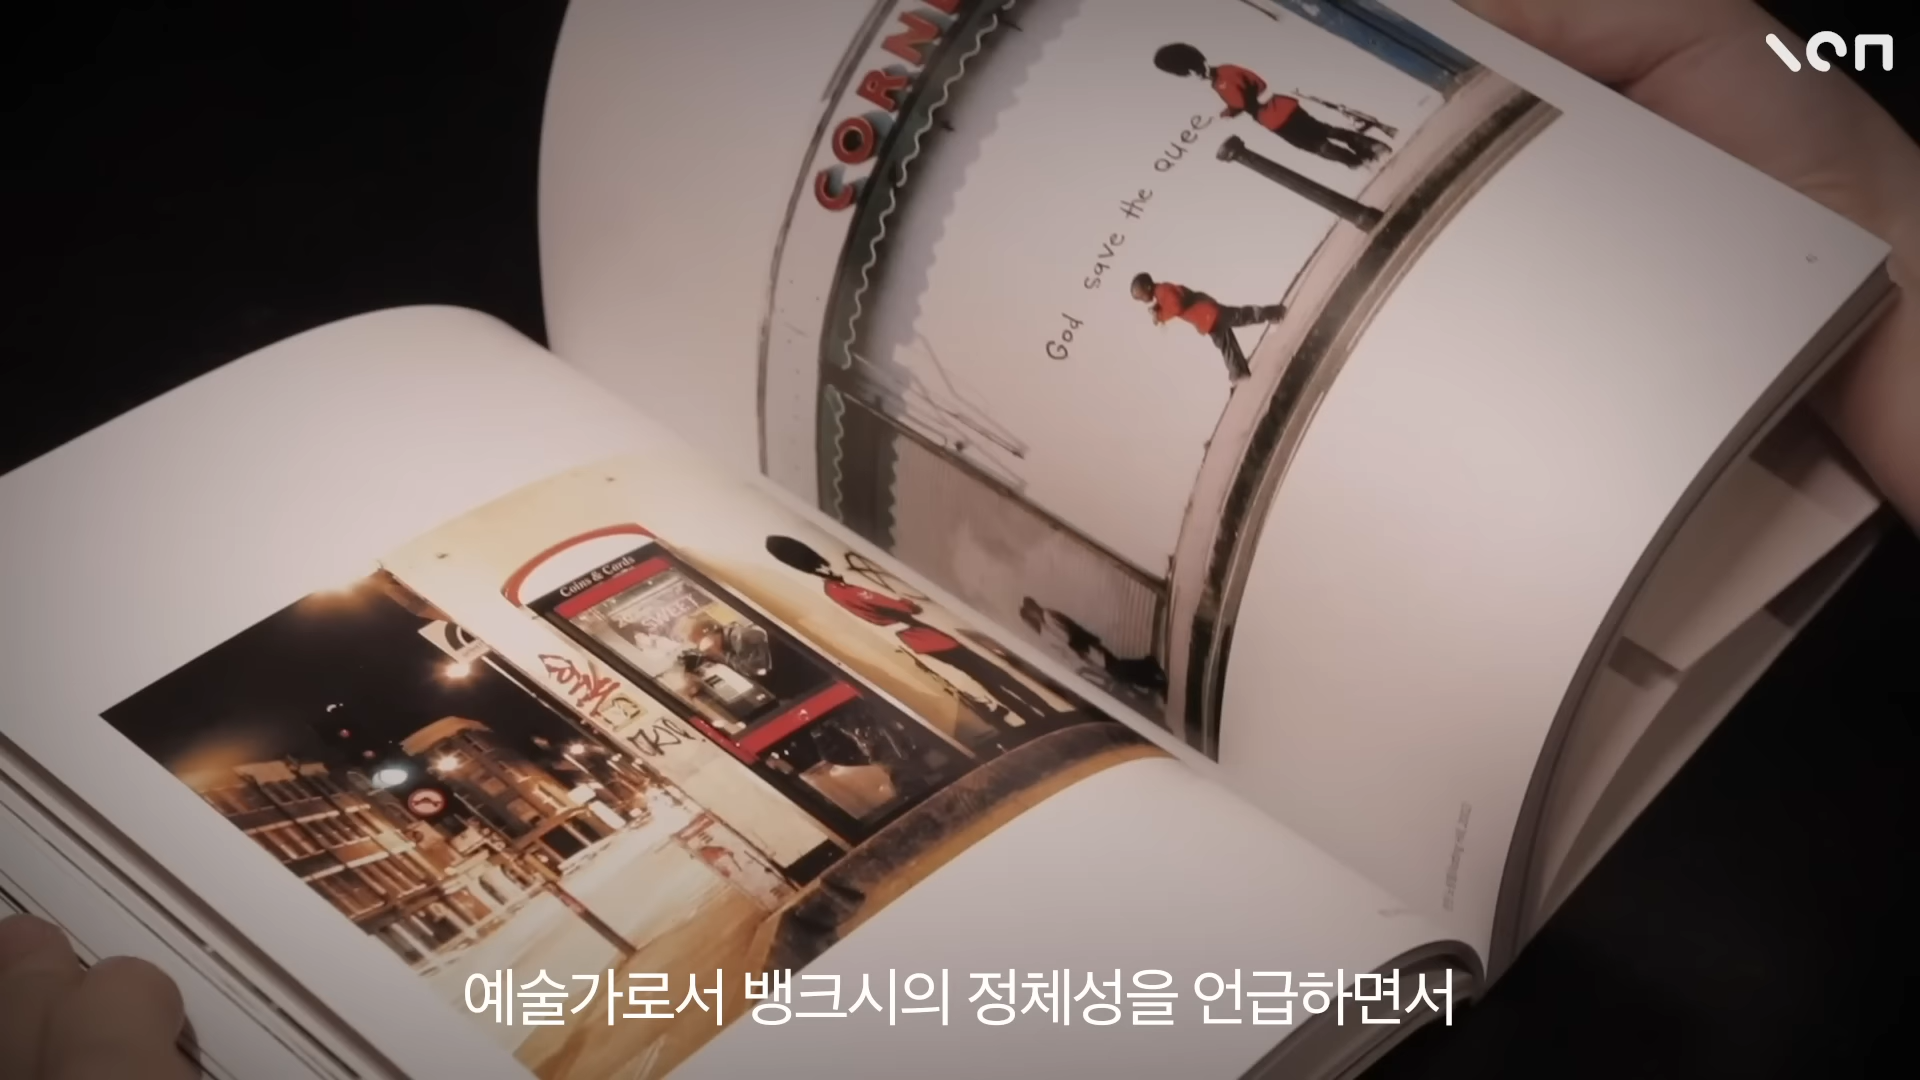 CORNE
God save the Quee
Coins & Cards
SWEET
예술가로서 뱅크시의 정체성을 언급하면서